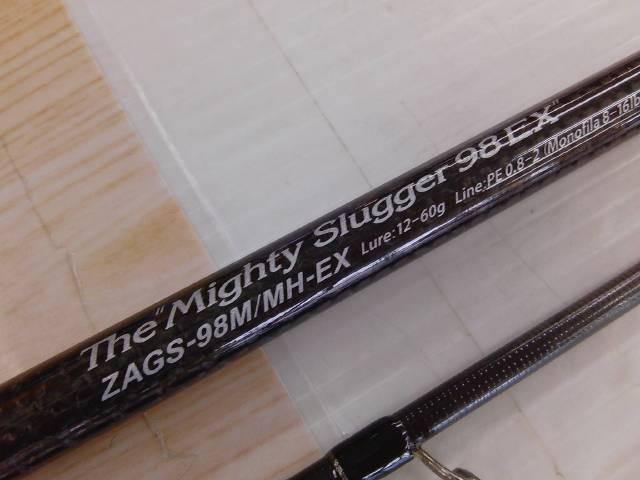 The "Mighty Slugger 98EX"
ZAGS-98M/MH-EX Lure:12-60g Line:PE 0.8-2 (Monofila 8-16lb